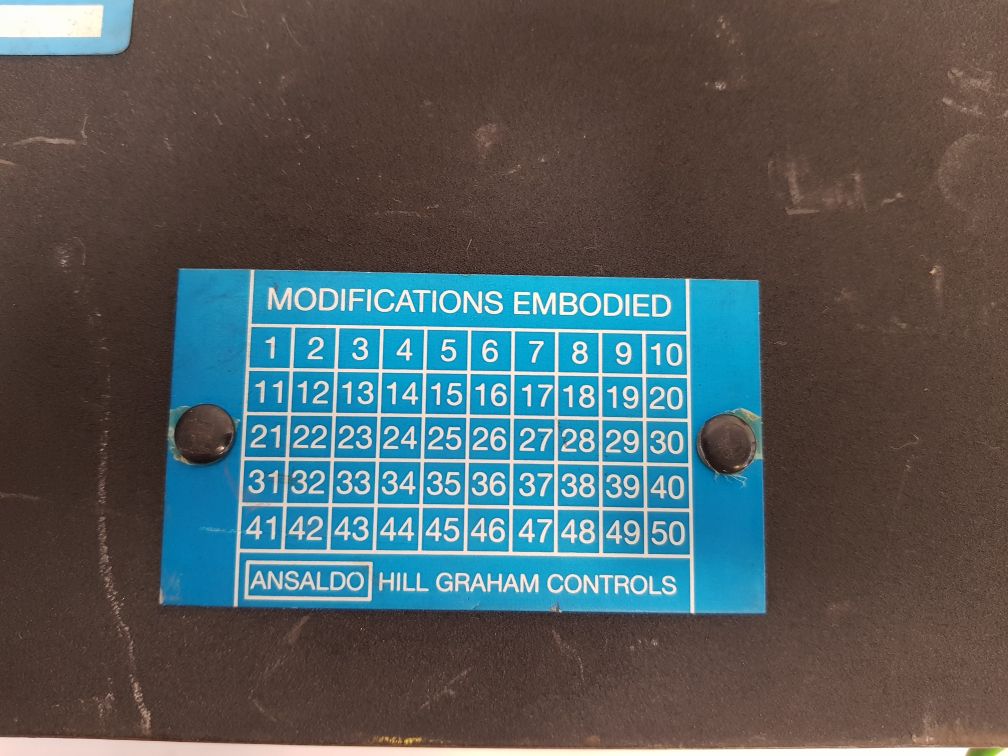 MODIFICATIONS EMBODIED
1 2 3 4 5 6 7 8 9 10
11 12 13 14 15 16 17 18 19 20
21 22 23 24 25 26 27 28 29 30
31 32 33 34 35 36 37 38 39 40
41 42 43 44 45 46 47 48 49 50
ANSALDO HILL GRAHAM CONTROLS